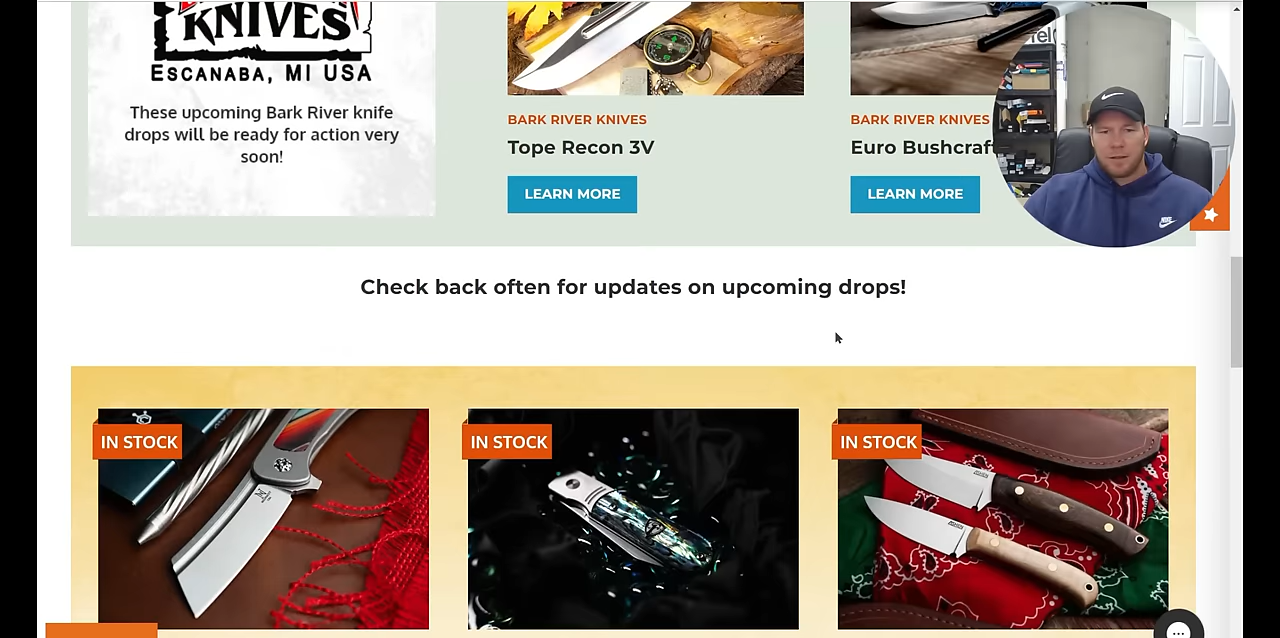 KNIVES
ESCANABA, MI USA
These upcoming Bark River knife
drops will be ready for action very
soon!
BARK RIVER KNIVES
Tope Recon 3V
LEARN MORE
BARK RIVER KNIVES
Euro Bushcraft
LEARN MORE
Check back often for updates on upcoming drops!
IN STOCK
IN STOCK
IN STOCK